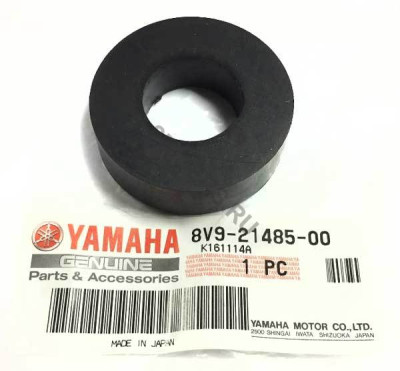 YAMAHA
GENUINE
Parts & Accessories
8V9-21485-00
K161114A
1 PC
YAMAHA MOTOR CO., LTD.
2500 SHINGAI IWATA SHIZUOKA JAPAN
MADE IN JAPAN